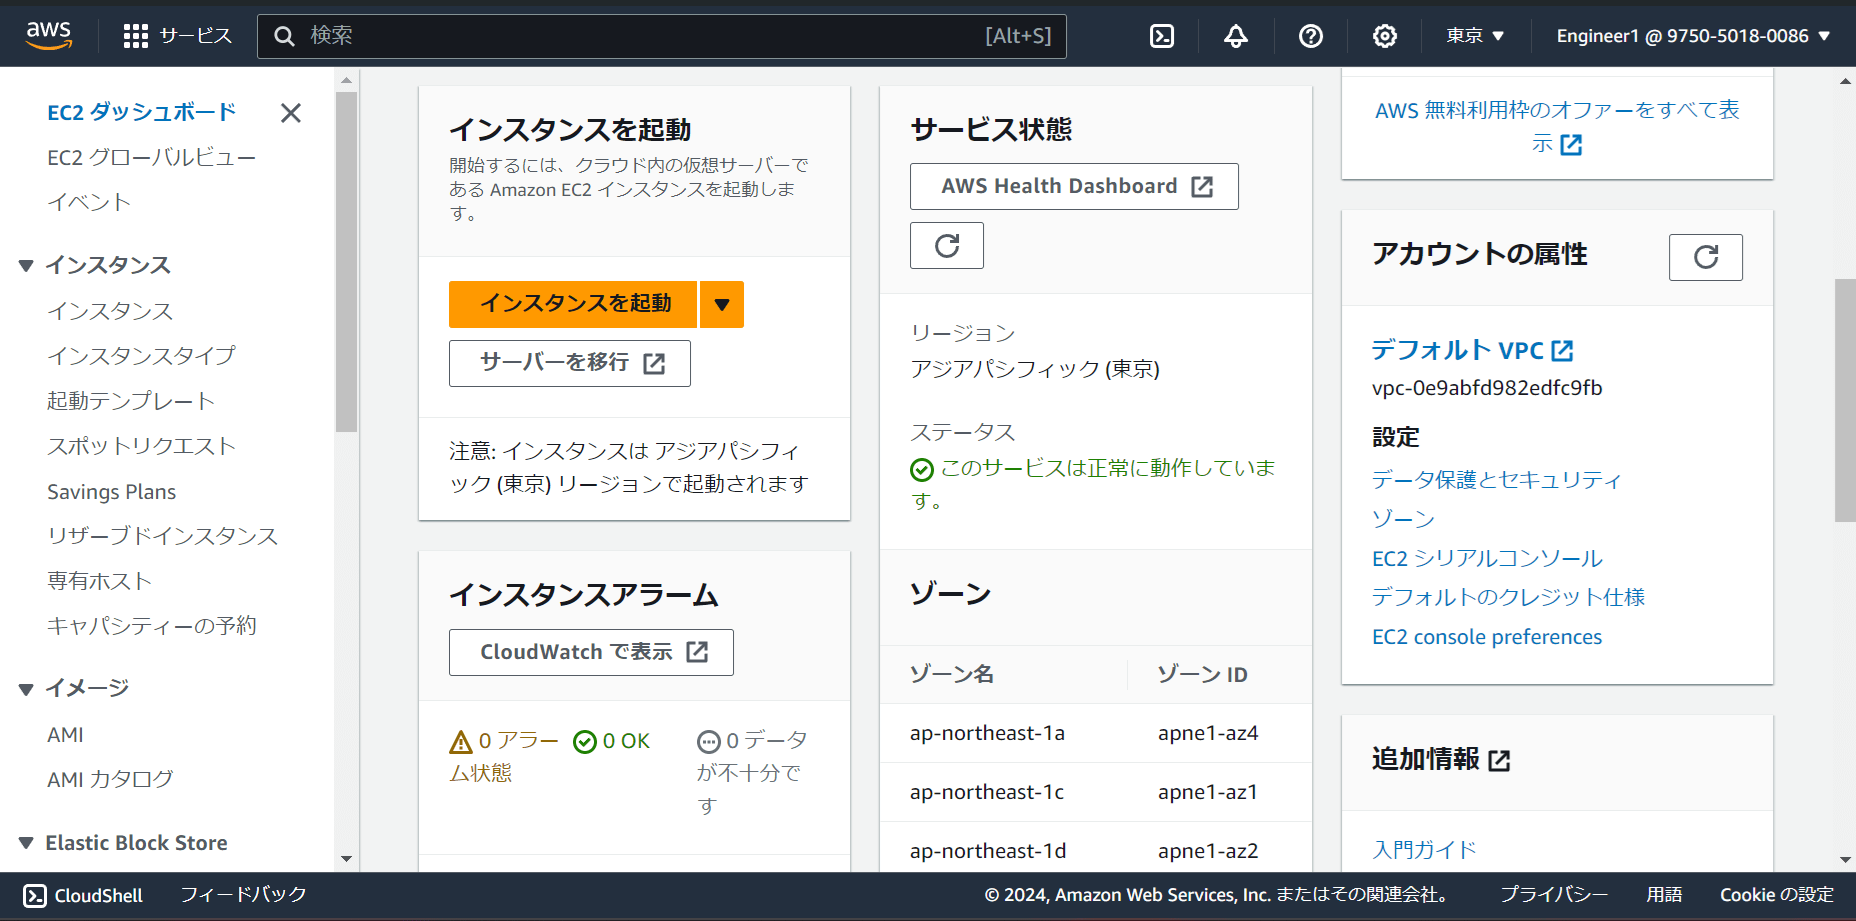 aws
サービス
検索
[Alt+S]
東京
Engineer1 @ 9750-5018-0086
EC2 ダッシュボード
EC2 グローバルビュー
イベント
インスタンス
インスタンス
インスタンスタイプ
起動テンプレート
スポットリクエスト
Savings Plans
リザーブドインスタンス
専有ホスト
キャパシティーの予約
イメージ
AMI
AMI カタログ
Elastic Block Store
インスタンスを起動
開始するには、クラウド内の仮想サーバーで
ある Amazon EC2 インスタンスを起動しま
す。
インスタンスを起動
サーバーを移行
注意: インスタンスは アジアパシフィ
ック (東京) リージョンで起動されます
インスタンスアラーム
CloudWatch で表示
0 アラー
ム状態
0 OK
0 データ
が不十分で
す
サービス状態
AWS Health Dashboard
リージョン
アジアパシフィック (東京)
ステータス
このサービスは正常に動作していま
す。
ゾーン
ゾーン名 ゾーン ID
ap-northeast-1a apne1-az4
ap-northeast-1c apne1-az1
ap-northeast-1d apne1-az2
AWS 無料利用枠のオファーをすべて表
示
アカウントの属性
デフォルト VPC
vpc-0e9abfd982edfc9fb
設定
データ保護とセキュリティ
ゾーン
EC2 シリアルコンソール
デフォルトのクレジット仕様
EC2 console preferences
追加情報
入門ガイド
CloudShell
フィードバック
© 2024, Amazon Web Services, Inc. またはその関連会社。
プライバシー
用語
Cookie の設定